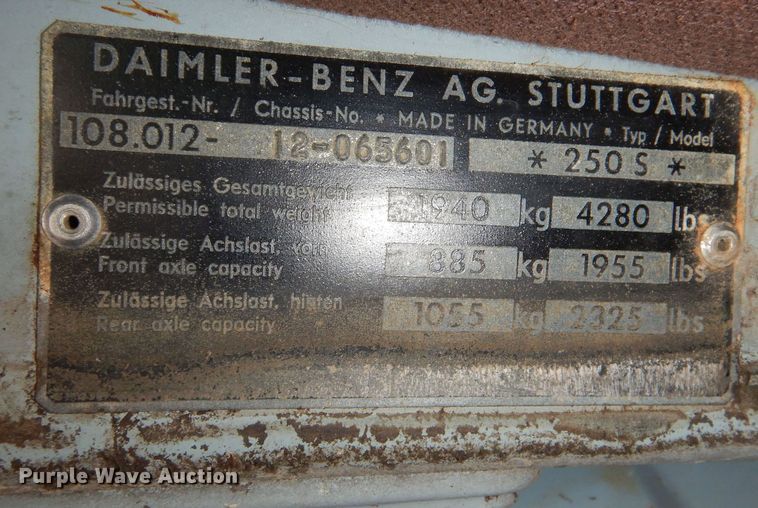 DAIMLER-BENZ AG. STUTTGART
Fahrgest.-Nr. / Chassis-No. * MADE IN GERMANY * Typ / Model
108.012- 12-065601 * 250 S *
Zulässiges Gesamtgewicht
Permissible total weight 1940 kg 4280 lbs
Zulässige Achslast, vorn
Front axle capacity 885 kg 1955 lbs
Zulässige Achslast, hinten
Rear axle capacity 1055 kg 2325 lbs
Purple Wave Auction